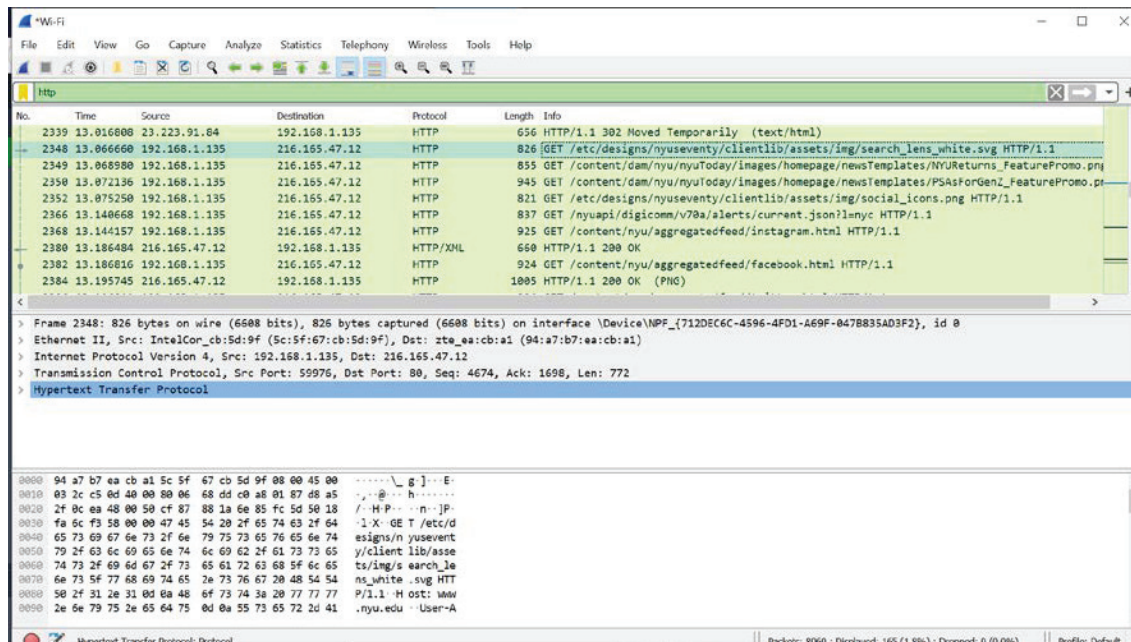 *Wi-Fi
File Edit View Go Capture Analyze Statistics Telephony Wireless Tools Help
http
No. Time Source Destination Protocol Length Info
2339 13.016808 23.223.91.84 192.168.1.135 HTTP 656 HTTP/1.1 302 Moved Temporarily (text/html)
2348 13.066660 192.168.1.135 216.165.47.12 HTTP 826 GET /etc/designs/nyuseventy/clientlib/assets/img/search_lens_white.svg HTTP/1.1
2349 13.068980 192.168.1.135 216.165.47.12 HTTP 855 GET /content/dam/nyu/nyuToday/images/homepage/newsTemplates/NYUReturns_FeaturePromo.png
2350 13.072136 192.168.1.135 216.165.47.12 HTTP 945 GET /content/dam/nyu/nyuToday/images/homepage/newsTemplates/PSAsForGenZ_FeaturePromo.pr
2352 13.075250 192.168.1.135 216.165.47.12 HTTP 821 GET /etc/designs/nyuseventy/clientlib/assets/img/social_icons.png HTTP/1.1
2366 13.140668 192.168.1.135 216.165.47.12 HTTP 837 GET /nyuapi/digicomm/v70a/alerts/current.json?l=nyc HTTP/1.1
2368 13.144157 192.168.1.135 216.165.47.12 HTTP 925 GET /content/nyu/aggregatedfeed/instagram.html HTTP/1.1
2380 13.186484 216.165.47.12 192.168.1.135 HTTP/XML 660 HTTP/1.1 200 OK
2382 13.186816 192.168.1.135 216.165.47.12 HTTP 924 GET /content/nyu/aggregatedfeed/facebook.html HTTP/1.1
2384 13.195745 216.165.47.12 192.168.1.135 HTTP 1005 HTTP/1.1 200 OK (PNG)
> Frame 2348: 826 bytes on wire (6608 bits), 826 bytes captured (6608 bits) on interface \Device\NPF_{712DEC6C-4596-4FD1-A69F-047B835AD3F2}, id 0
> Ethernet II, Src: IntelCor_cb:5d:9f (5c:5f:67:cb:5d:9f), Dst: zte_ea:cb:a1 (94:a7:b7:ea:cb:a1)
> Internet Protocol Version 4, Src: 192.168.1.135, Dst: 216.165.47.12
> Transmission Control Protocol, Src Port: 59976, Dst Port: 80, Seq: 4674, Ack: 1698, Len: 772
> Hypertext Transfer Protocol
0000 94 a7 b7 ea cb a1 5c 5f 67 cb 5d 9f 08 00 45 00 ······\_ g·]···E·
0010 03 2c c5 0d 40 00 80 06 68 dd c0 a8 01 87 d8 a5 ·,··@··· h·······
0020 2f 0c ea 48 00 50 cf 87 88 1a 6e 85 fc 5d 50 18 /··H·P·· ··n··]P·
0030 fa 6c f3 58 00 00 47 45 54 20 2f 65 74 63 2f 64 ·l·X··GE T /etc/d
0040 65 73 69 67 6e 73 2f 6e 79 75 73 65 76 65 6e 74 esigns/n yusevent
0050 79 2f 63 6c 69 65 6e 74 6c 69 62 2f 61 73 73 65 y/client lib/asse
0060 74 73 2f 69 6d 67 2f 73 65 61 72 63 68 5f 6c 65 ts/img/s earch_le
0070 6e 73 5f 77 68 69 74 65 2e 73 76 67 20 48 54 54 ns_white .svg HTT
0080 50 2f 31 2e 31 0d 0a 48 6f 73 74 3a 20 77 77 77 P/1.1··H ost: www
0090 2e 6e 79 75 2e 65 64 75 0d 0a 55 73 65 72 2d 41 .nyu.edu ··User-A
Hypertext Transfer Protocol: Protocol Packets: 8060 · Displayed: 165 (1.8%) · Dropped: 0 (0.0%) Profile: Default